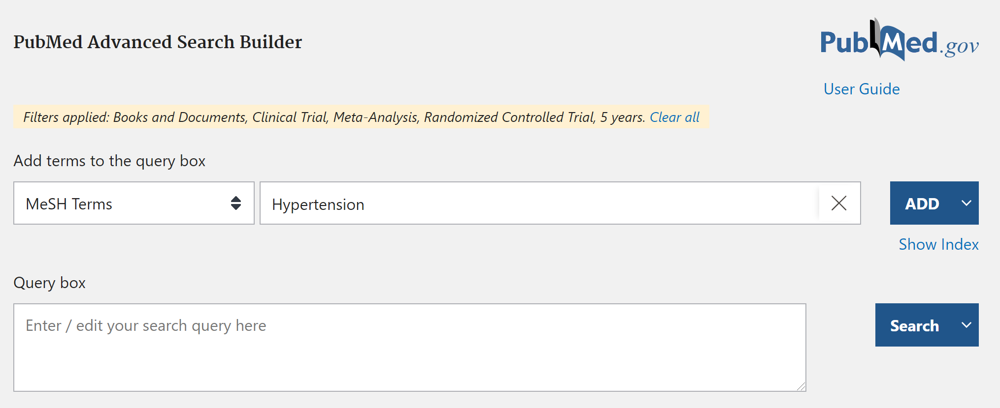 PubMed Advanced Search Builder
PubMed.gov
User Guide
Filters applied: Books and Documents, Clinical Trial, Meta-Analysis, Randomized Controlled Trial, 5 years. Clear all
Add terms to the query box
MeSH Terms
Hypertension
ADD
Show Index
Query box
Enter / edit your search query here
Search